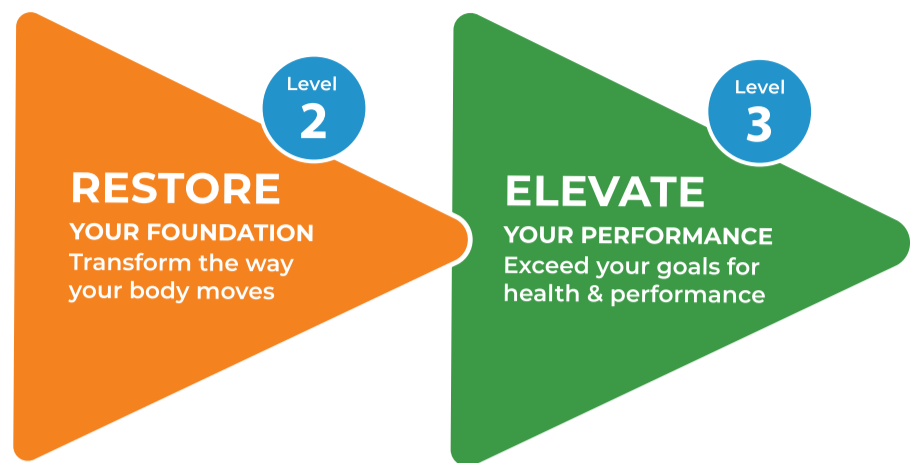 Level
2
RESTORE
YOUR FOUNDATION
Transform the way
your body moves
Level
3
ELEVATE
YOUR PERFORMANCE
Exceed your goals for
health & performance